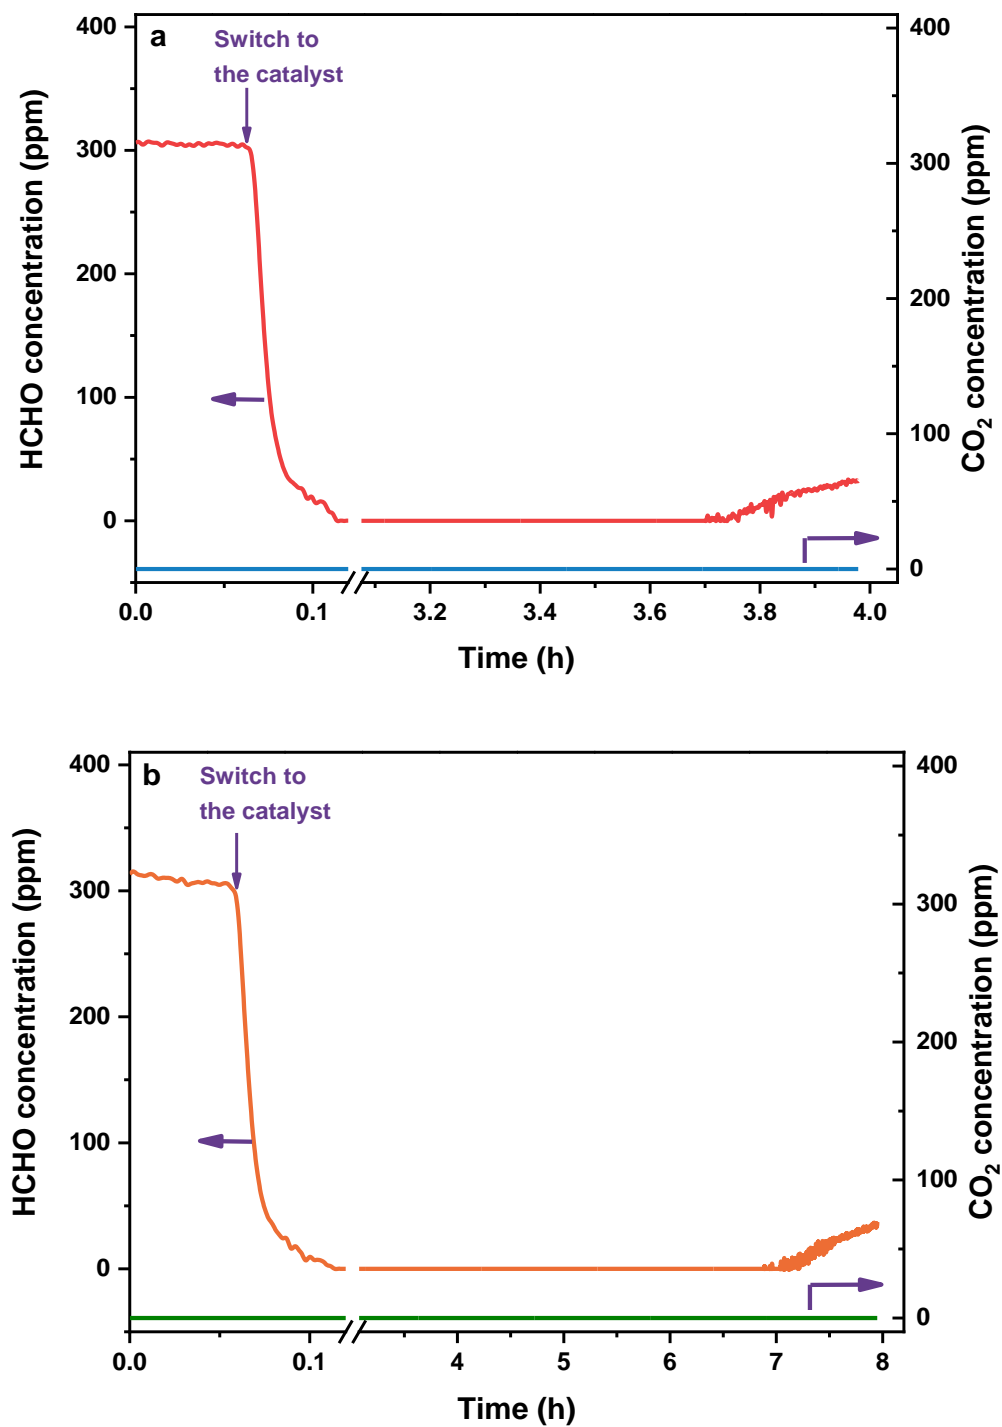 a
Switch to
the catalyst
400
300
200
100
0
HCHO concentration (ppm)
400
300
200
100
0
CO2 concentration (ppm)
0.0 0.1 3.2 3.4 3.6 3.8 4.0
Time (h)
b
Switch to
the catalyst
400
300
200
100
0
HCHO concentration (ppm)
400
300
200
100
0
CO2 concentration (ppm)
0.0 0.1 4 5 6 7 8
Time (h)